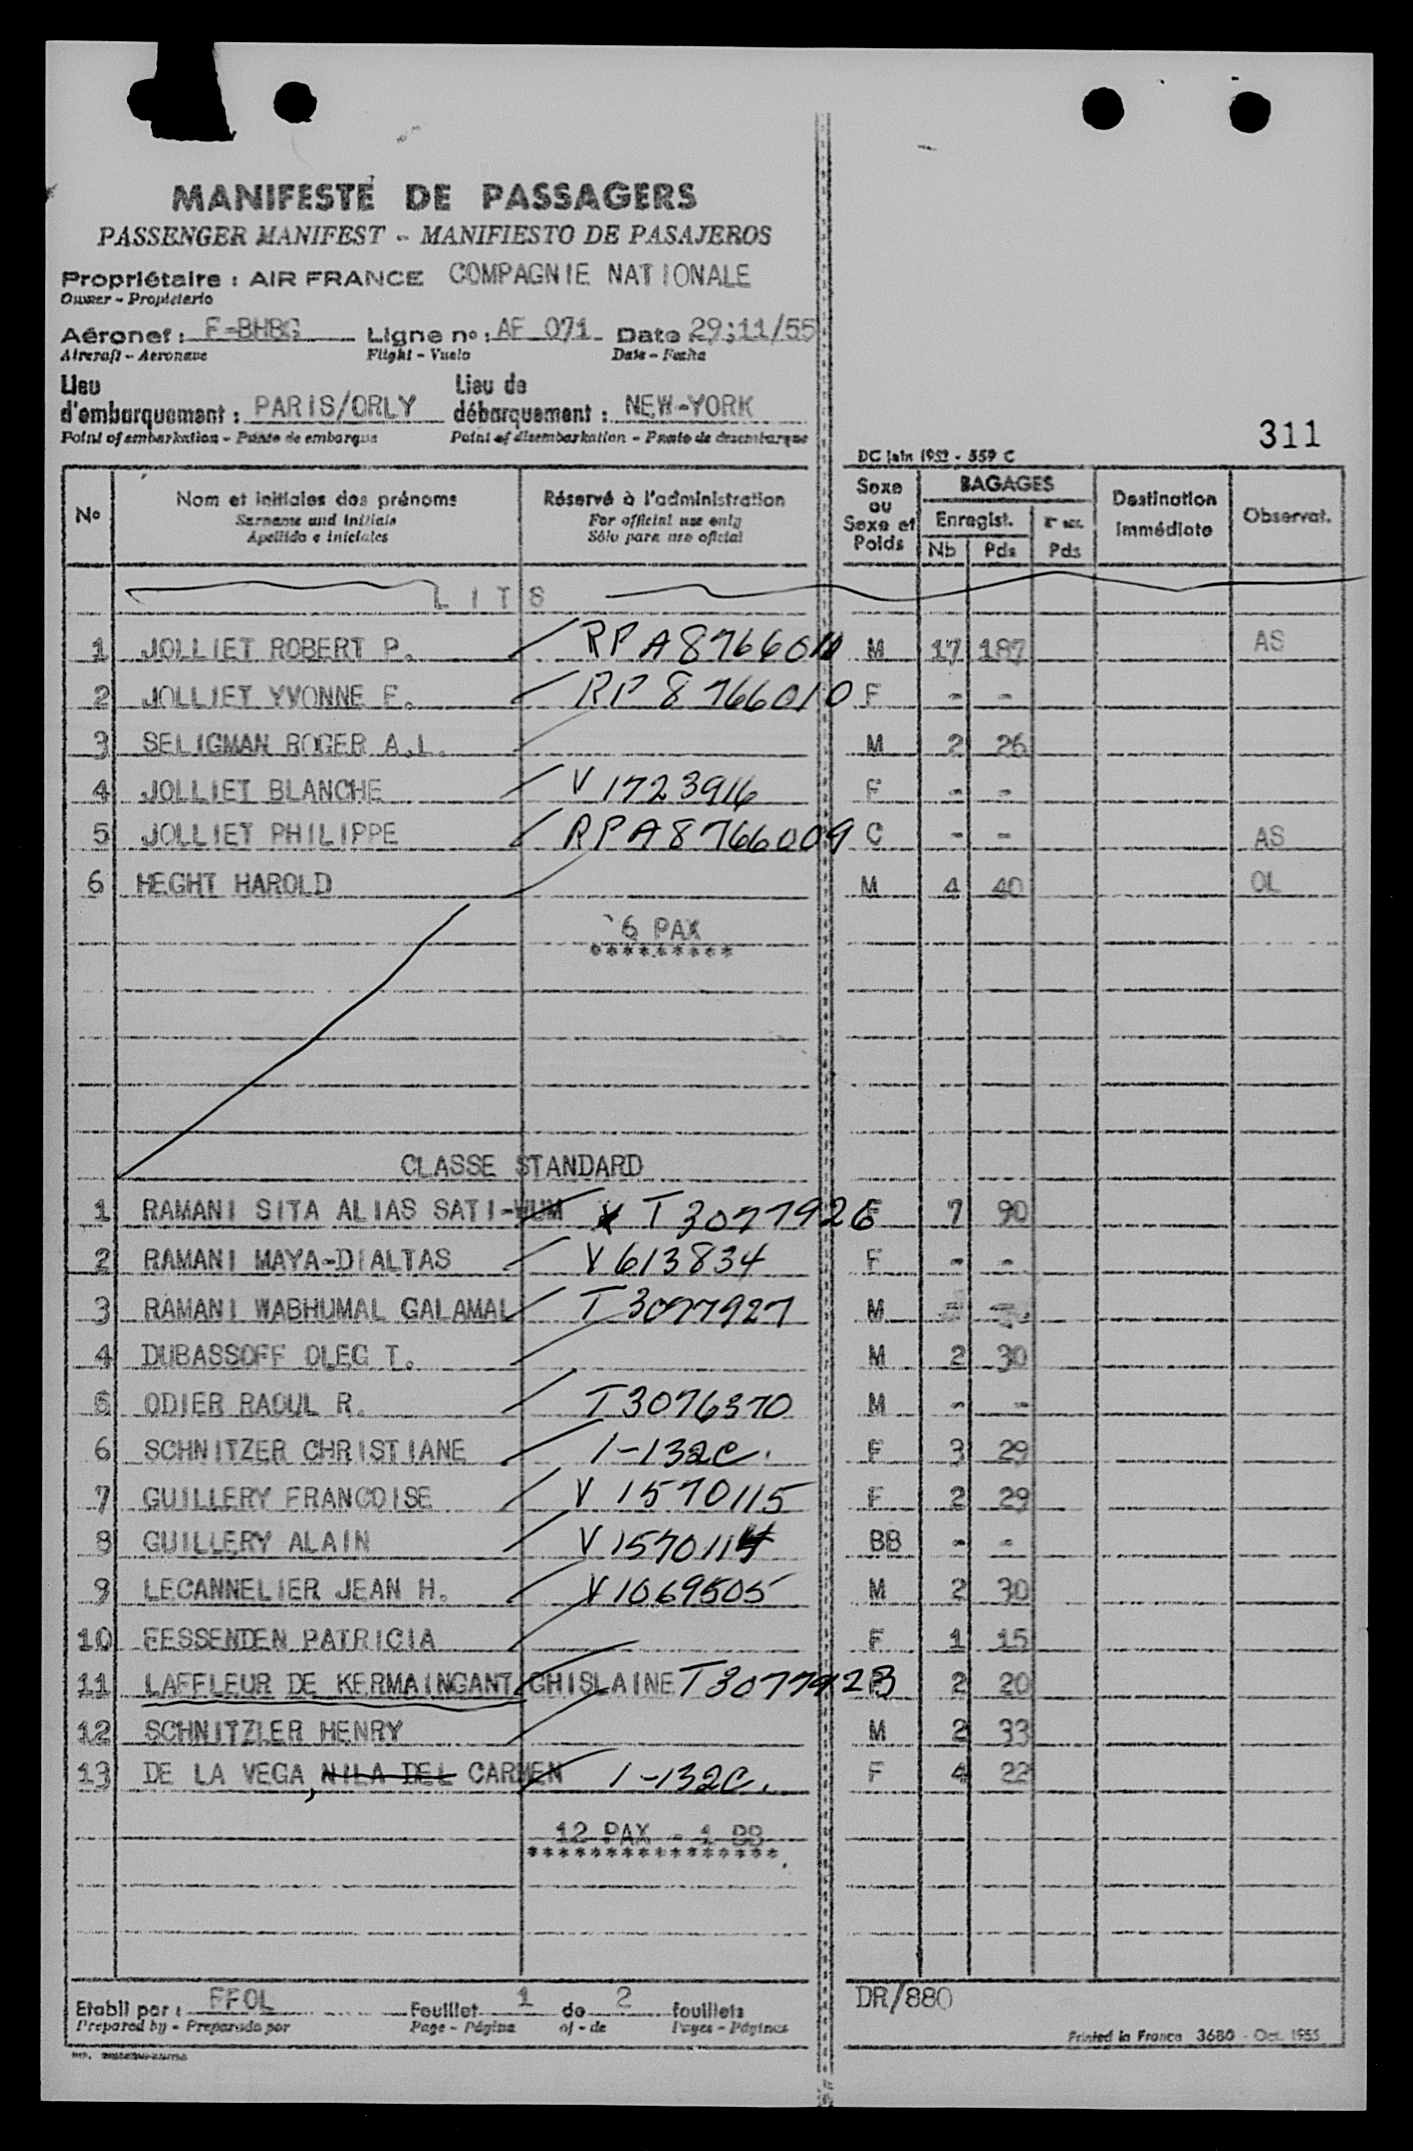 MANIFESTE DE PASSAGERS
PASSENGER MANIFEST - MANIFIESTO DE PASAJEROS
Propriétaire : AIR FRANCE COMPAGNIE NATIONALE
Owner - Propietario
Aéronef : F-BHBG Ligne no : AF 071 Date 29:11/55
Aircraft - Aeronave Flight - Vuelo Date - Fecha
Lieu d'embarquement : PARIS/ORLY Lieu de débarquement : NEW-YORK
Point of embarkation - Punto de embarque Point of disembarkation - Punto de desembarque
311
DC juin 1952 - 559 C
No Nom et initiales des prénoms Réservé à l'administration Sexe ou Sexe et Poids BAGAGES Destination immédiate Observat.
Surname and initials For official use only Enregist.
Apellido e iniciales Sólo para uso oficial Nb Pds Pds
LITS
1 JOLLIET ROBERT P. RPA8766010 M 17 187 AS
2 JOLLIET YVONNE E. RP 8766010 F - -
3 SELIGMAN ROGER A.L. M 2 26
4 JOLLIET BLANCHE V 1723916 F - -
5 JOLLIET PHILIPPE RPA8766009 C - - AS
6 HEGHT HAROLD M 4 40 OL
6 PAX
*********
CLASSE STANDARD
1 RAMANI SITA ALIAS SATI-WUM T3077926 F 7 90
2 RAMANI MAYA-DIALTAS V613834 F - -
3 RAMANI WABHUMAL GALAMAL T3077927 M
4 DUBASSOFF OLEG T. M 2 30
5 ODIER RAOUL R. T3076370 M - -
6 SCHNITZER CHRISTIANE 1-132C. F 3 29
7 GUILLERY FRANCOISE V 1570115 F 2 29
8 GUILLERY ALAIN V1570114 BB - -
9 LECANNELIER JEAN H. V1069505 M 2 30
10 FESSENDEN PATRICIA F 1 15
11 LAFFLEUR DE KERMAINGANT GHISLAINE T3077928 2 20
12 SCHNITZLER HENRY M 2 33
13 DE LA VEGA, NILA DEL CARMEN 1-132C. F 4 22
12 PAX - 1 BB
****************
Etabli par : FFOL Feuillet 1 de 2 feuillets
Prepared by - Preparado por Page - Página of - de Pages - Páginas
DR/880
Printed in France 3680 - Oct. 1955